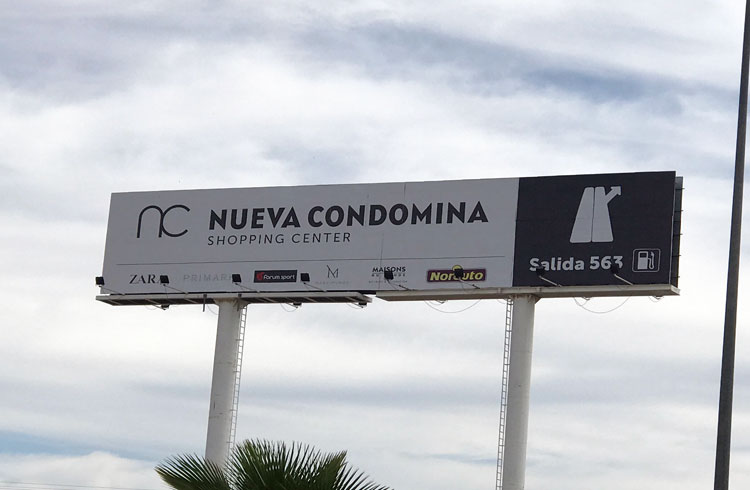 nc NUEVA CONDOMINA
SHOPPING CENTER
ZARA PRIMARK forum sport MAISONS Norauto
Salida 563